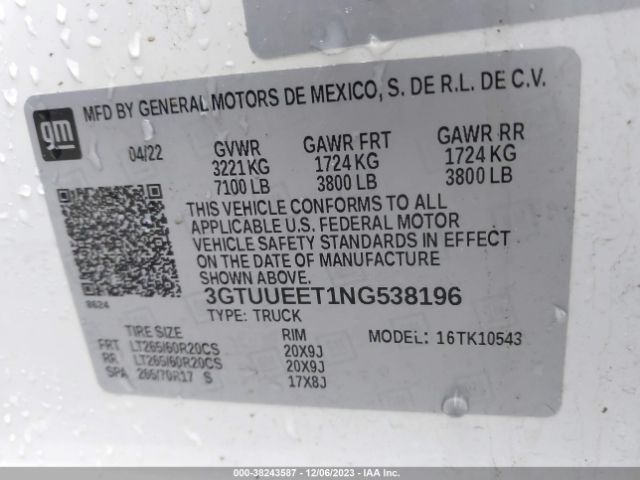 gm
MFD BY GENERAL MOTORS DE MEXICO, S. DE R.L. DE C.V.
04/22 GVWR GAWR FRT GAWR RR
3221 KG 1724 KG 1724 KG
7100 LB 3800 LB 3800 LB
THIS VEHICLE CONFORMS TO ALL
APPLICABLE U.S. FEDERAL MOTOR
VEHICLE SAFETY STANDARDS IN EFFECT
ON THE DATE OF MANUFACTURE
SHOWN ABOVE.
8624 3GTUUEET1NG538196
TYPE: TRUCK
TIRE SIZE RIM MODEL: 16TK10543
FRT LT265/60R20CS 20X9J
RR LT265/60R20CS 20X9J
SPA 265/70R17 S 17X8J
000-38243587 - 12/06/2023 - IAA Inc.